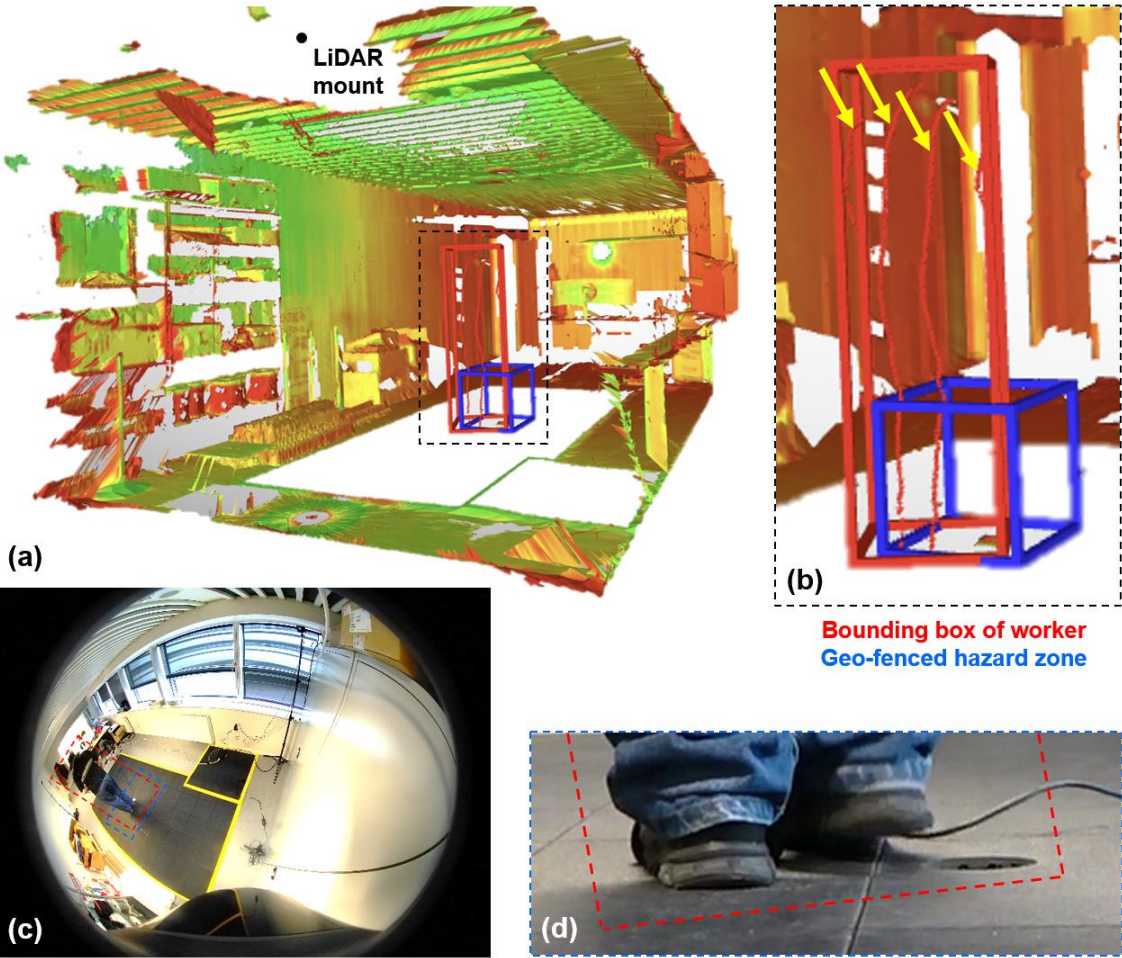 LiDAR
mount
(a)
(b)
Bounding box of worker
Geo-fenced hazard zone
(c)
(d)